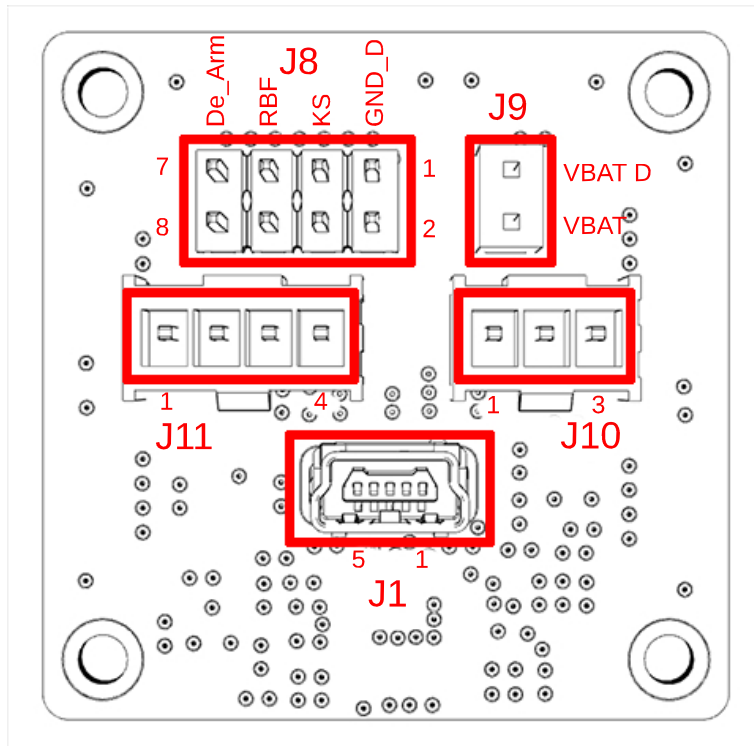 J8
De_Arm
RBF
KS
GND_D
J9
7
1
VBAT D
8
2
VBAT
1
4
1
3
J11
J10
5
1
J1